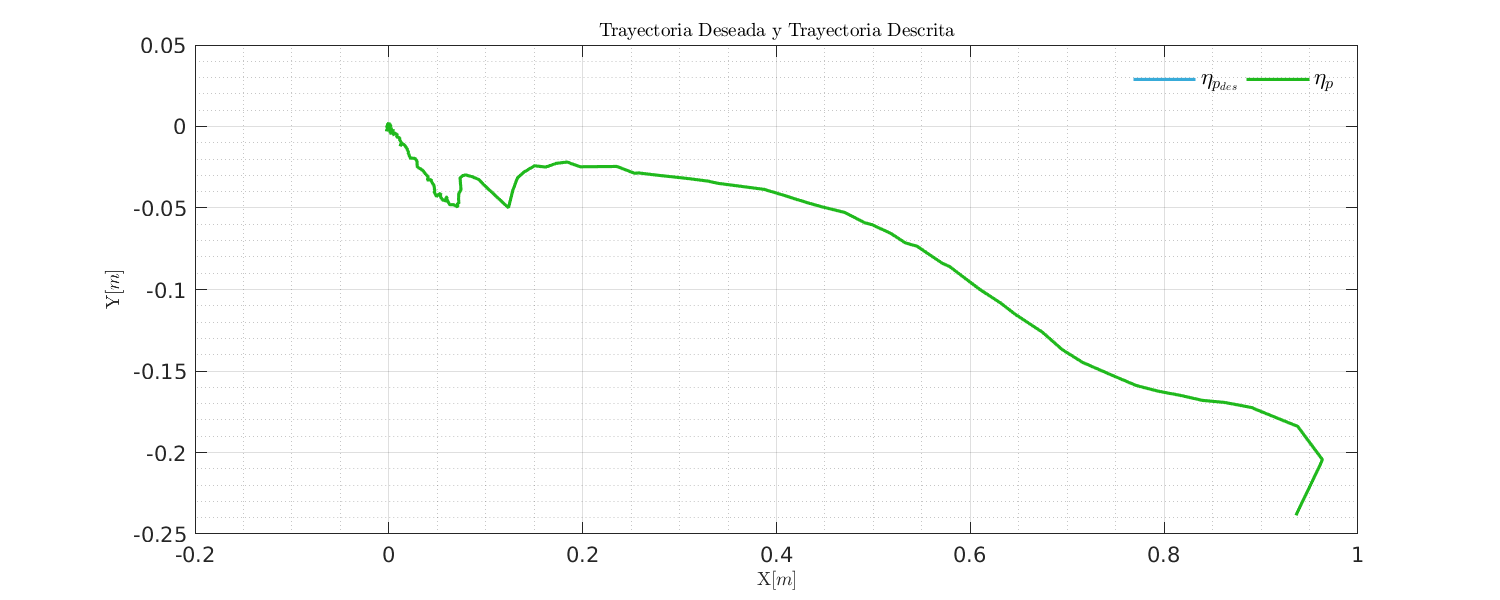 Trayectoria Deseada y Trayectoria Descrita
η_{p_{des}} η_p
0.05
0
-0.05
-0.1
-0.15
-0.2
-0.25
Y[m]
-0.2 0 0.2 0.4 0.6 0.8 1
X[m]